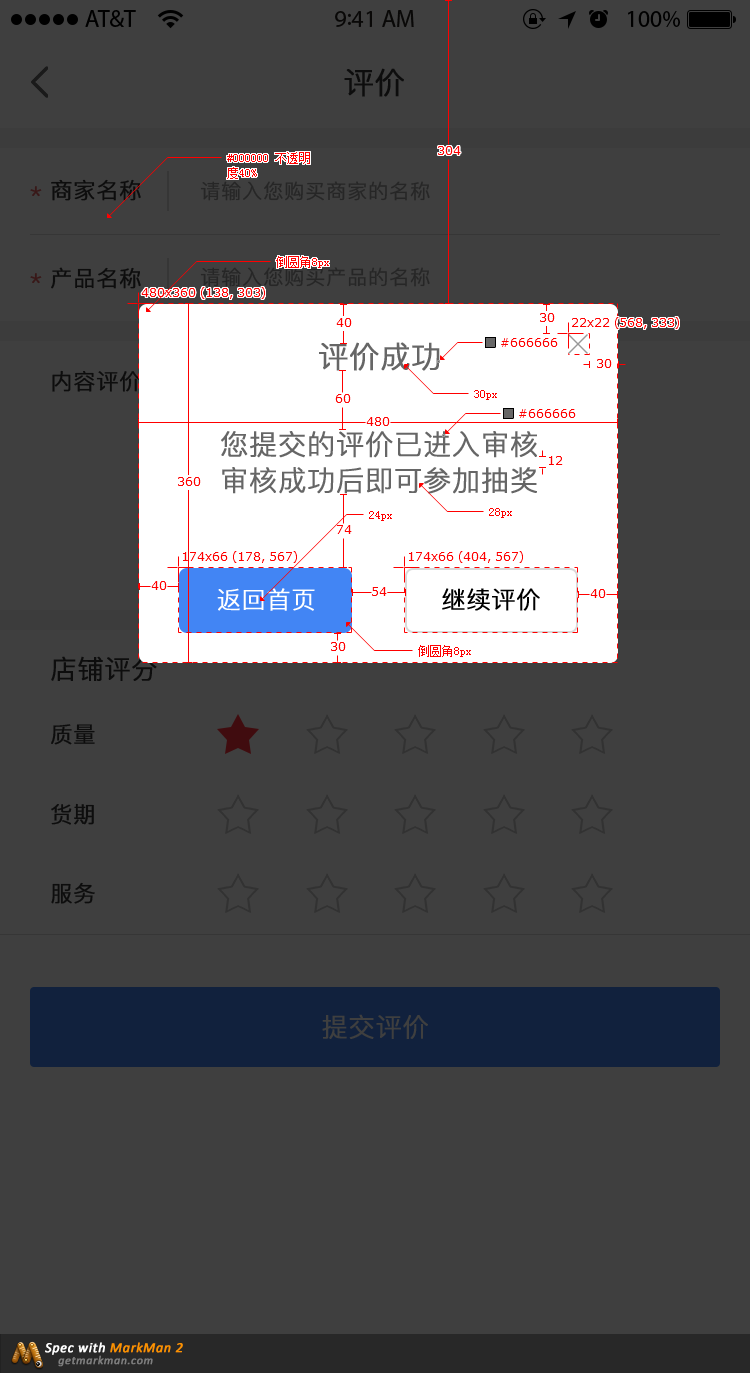 AT&T 9:41 AM 100%
评价
304
#000000 不透明
度40%
* 商家名称 请输入您购买商家的名称
倒圆角8px
* 产品名称 请输入您购买产品的名称
480x360 (138, 303)
40
30
22x22 (568, 333)
评价成功
#666666
30
内容评价
60
30px
#666666
480
您提交的评价已进入审核
12
审核成功后即可参加抽奖
360
24px
28px
74
174x66 (178, 567)
174x66 (404, 567)
40
返回首页
54
继续评价
40
30
倒圆角8px
店铺评分
质量
货期
服务
提交评价
Spec with MarkMan 2
getmarkman.com